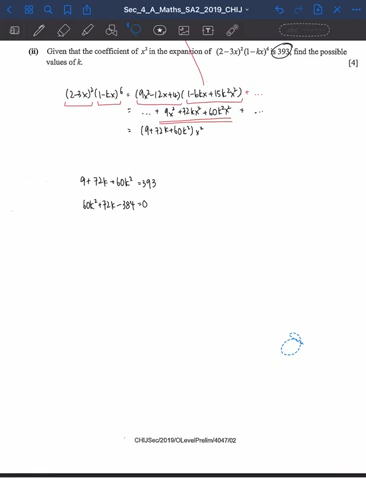 Sec_4_A_Maths_SA2_2019_CHIJ
(ii) Given that the coefficient of x² in the expansion of (2−3x)²(1−kx)⁶ is 393, find the possible
values of k. [4]
(2-3x)²(1-kx)⁶ = (9x²-12x+4)(1-6kx+15k²x²) + ...
= ... + 9x²+72kx²+60k²x² + ...
= (9+72k+60k²)x²
9+72k+60k²=393
60k²+72k-384=0
CHIJSec/2019/OLevelPrelim/4047/02